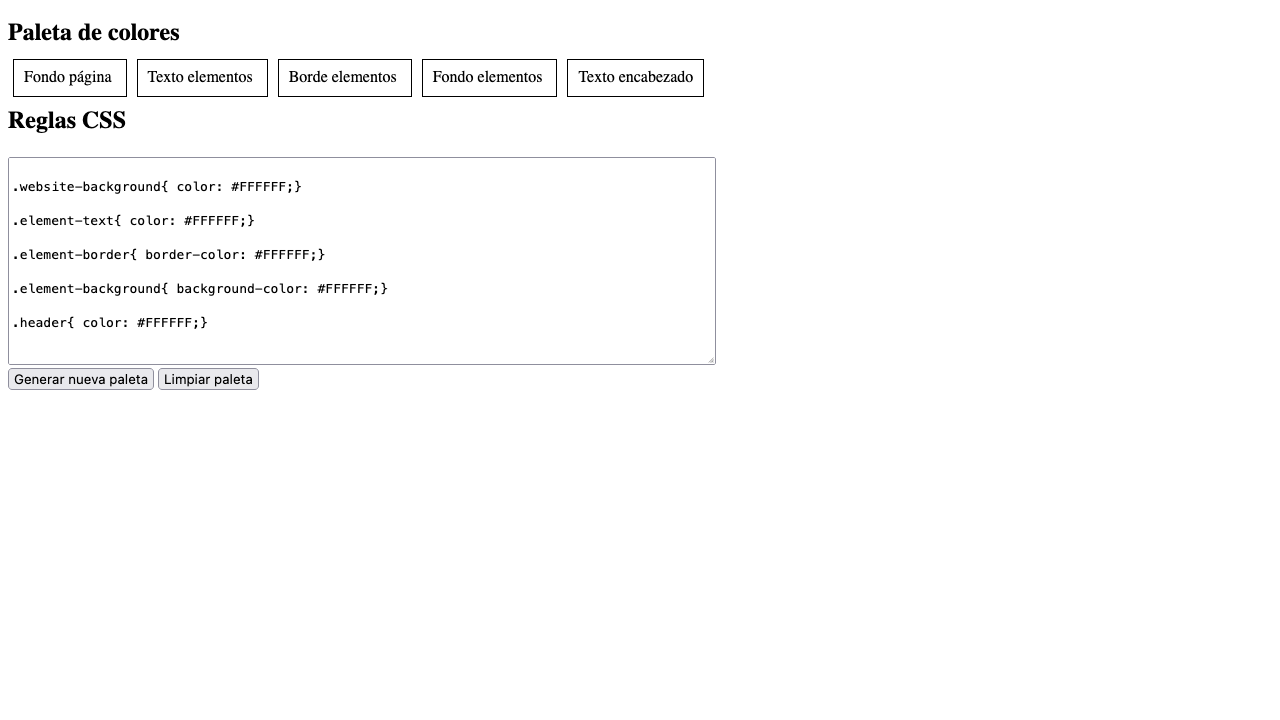 Paleta de colores
Fondo página Texto elementos Borde elementos Fondo elementos Texto encabezado
Reglas CSS
.website-background{ color: #FFFFFF;}
.element-text{ color: #FFFFFF;}
.element-border{ border-color: #FFFFFF;}
.element-background{ background-color: #FFFFFF;}
.header{ color: #FFFFFF;}
Generar nueva paleta Limpiar paleta